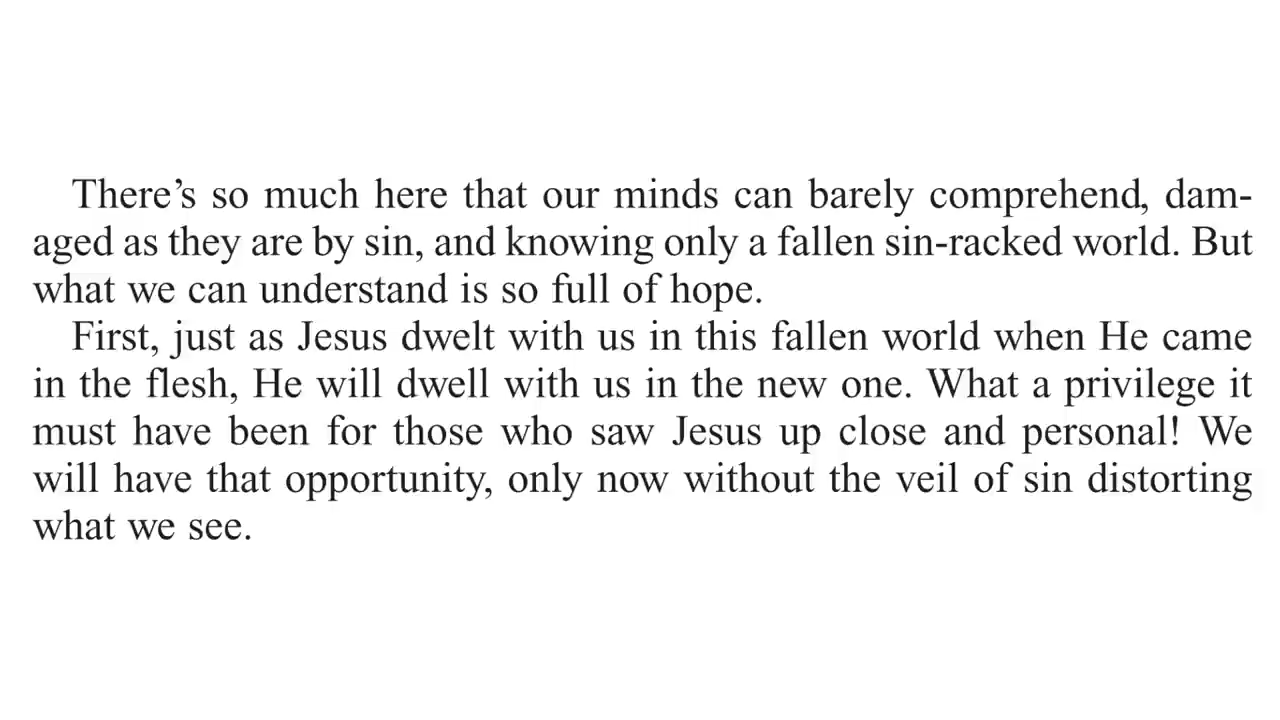 There’s so much here that our minds can barely comprehend, dam-
aged as they are by sin, and knowing only a fallen sin-racked world. But
what we can understand is so full of hope.
First, just as Jesus dwelt with us in this fallen world when He came
in the flesh, He will dwell with us in the new one. What a privilege it
must have been for those who saw Jesus up close and personal! We
will have that opportunity, only now without the veil of sin distorting
what we see.